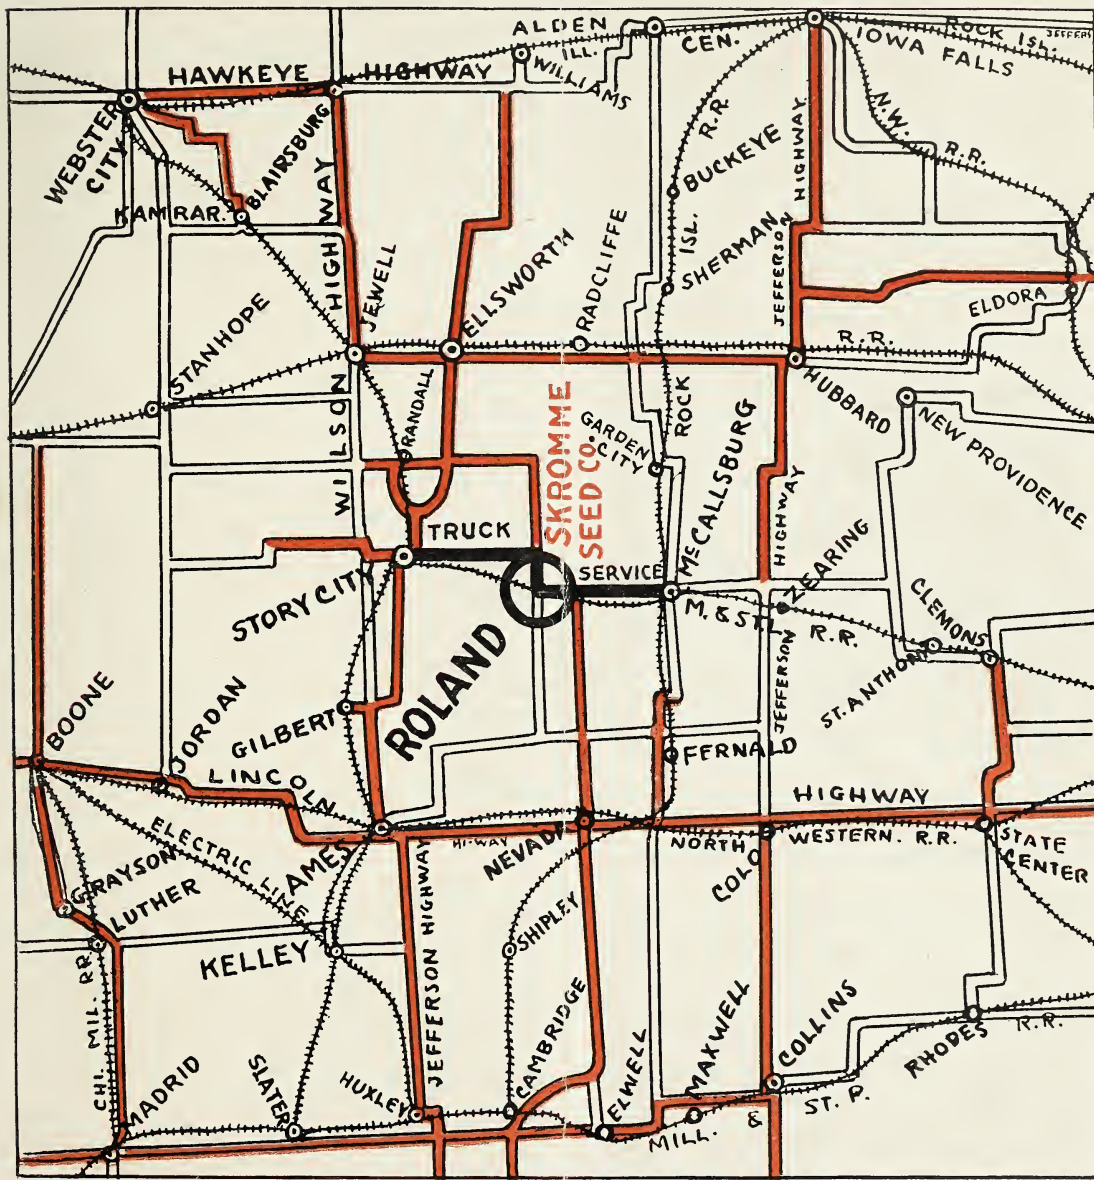 ALDEN
ILL.
CEN.
ROCK ISL.
JEFFERS
IOWA FALLS
HAWKEYE
HIGHWAY
WILLIAMS
WEBSTER CITY
BLAIRSBURG
KAMRAR.
R.R.
BUCKEYE
HIGHWAY.
N.W.
R.R.
WILSON HIGHWAY
JEWELL
ELLSWORTH
RADCLIFFE
ISL.
SHERMAN
JEFFERSON
ELDORA
STANHOPE
R.R.
HUBBARD
RANDALL
SKROMME
SEED CO.
GARDEN
CITY
ROCK
McCALLSBURG
NEW PROVIDENCE
HIGHWAY
TRUCK
SERVICE
STORY CITY
ROLAND
M. & ST. L.
R.R.
ZEARING
CLEMONS
ST. ANTHONY
JEFFERSON
BOONE
JORDAN
GILBERT
FERNALD
LINCOLN
HIGHWAY
ELECTRIC LINE
AMES
HI-WAY
NEVADA
NORTH
WESTERN. R.R.
COLO
STATE
CENTER
GRAYSON
LUTHER
KELLEY
JEFFERSON HIGHWAY
SHIPLEY
CHI. MIL. RR.
MADRID
SLATER
HUXLEY
CAMBRIDGE
ELWELL
MAXWELL
COLLINS
RHODES
R.R.
MILL.
&
ST. P.